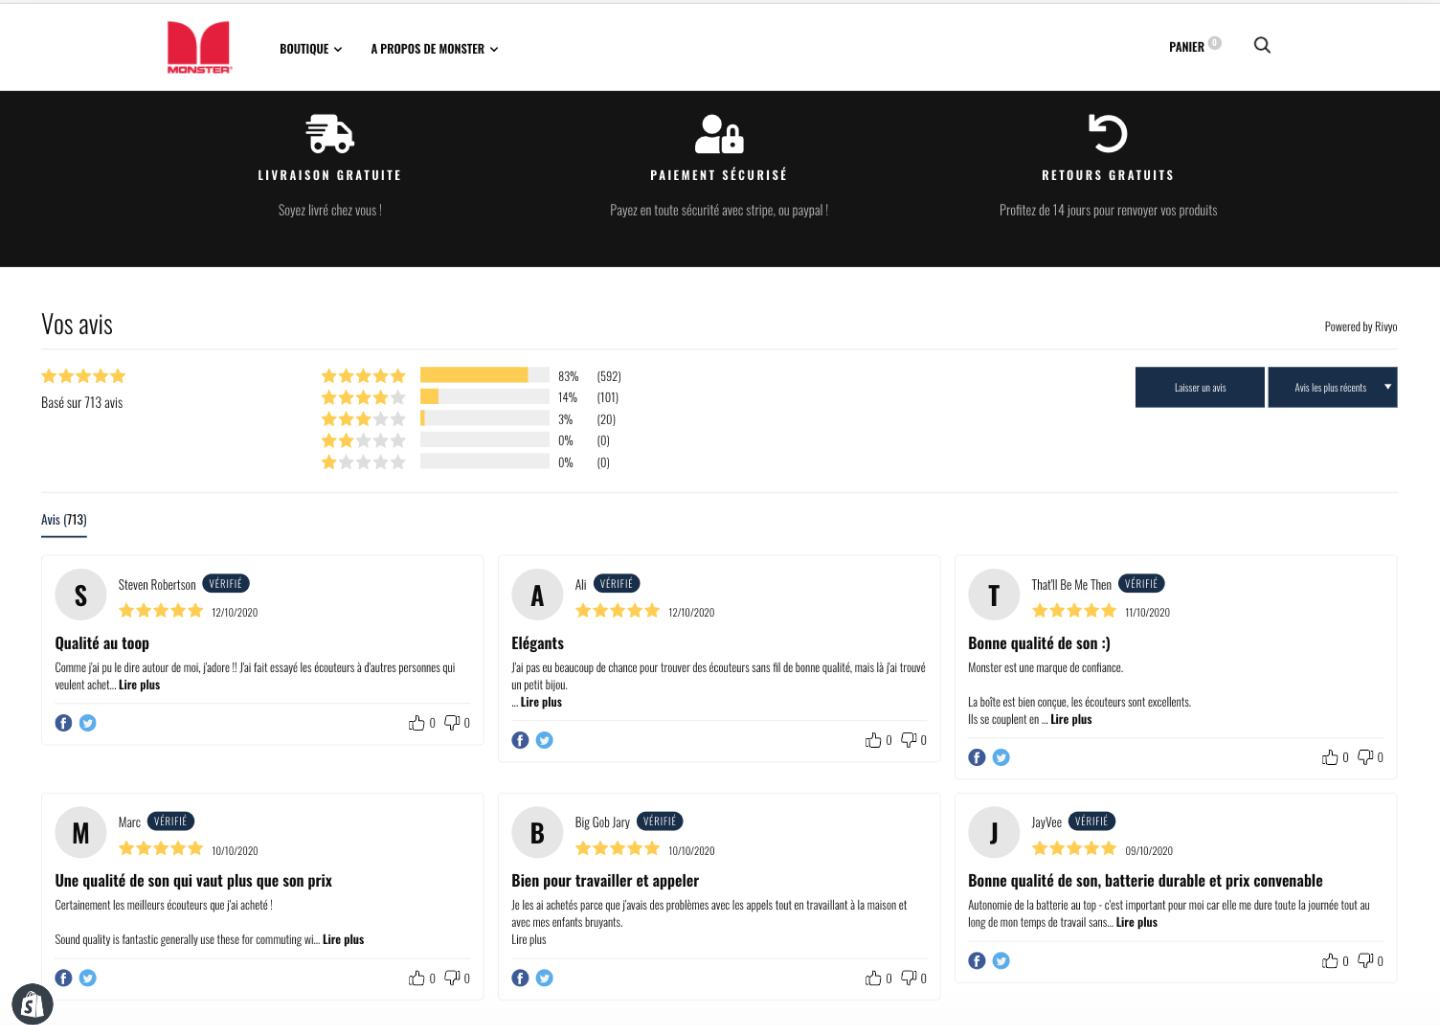 MONSTER
BOUTIQUE
A PROPOS DE MONSTER
PANIER 0
LIVRAISON GRATUITE
Soyez livré chez vous !
PAIEMENT SÉCURISÉ
Payez en toute sécurité avec stripe, ou paypal !
RETOURS GRATUITS
Profitez de 14 jours pour renvoyer vos produits
Vos avis
Powered by Rivyo
Basé sur 713 avis
83% (592)
14% (101)
3% (20)
0% (0)
0% (0)
Laisser un avis
Avis les plus récents
Avis (713)
S
Steven Robertson VÉRIFIÉ
12/10/2020
Qualité au toop
Comme j'ai pu le dire autour de moi, j'adore !! J'ai fait essayé les écouteurs à d'autres personnes qui
veulent achet... Lire plus
0 0
A
Ali VÉRIFIÉ
12/10/2020
Elégants
J'ai pas eu beaucoup de chance pour trouver des écouteurs sans fil de bonne qualité, mais là j'ai trouvé
un petit bijou.
... Lire plus
0 0
T
That'll Be Me Then VÉRIFIÉ
11/10/2020
Bonne qualité de son :)
Monster est une marque de confiance.
La boîte est bien conçue, les écouteurs sont excellents.
Ils se couplent en ... Lire plus
0 0
M
Marc VÉRIFIÉ
10/10/2020
Une qualité de son qui vaut plus que son prix
Certainement les meilleurs écouteurs que j'ai acheté !
Sound quality is fantastic generally use these for commuting wi... Lire plus
0 0
B
Big Gob Jary VÉRIFIÉ
10/10/2020
Bien pour travailler et appeler
Je les ai achetés parce que j'avais des problèmes avec les appels tout en travaillant à la maison et
avec mes enfants bruyants.
Lire plus
0 0
J
JayVee VÉRIFIÉ
09/10/2020
Bonne qualité de son, batterie durable et prix convenable
Autonomie de la batterie au top - c'est important pour moi car elle me dure toute la journée tout au
long de mon temps de travail sans... Lire plus
0 0